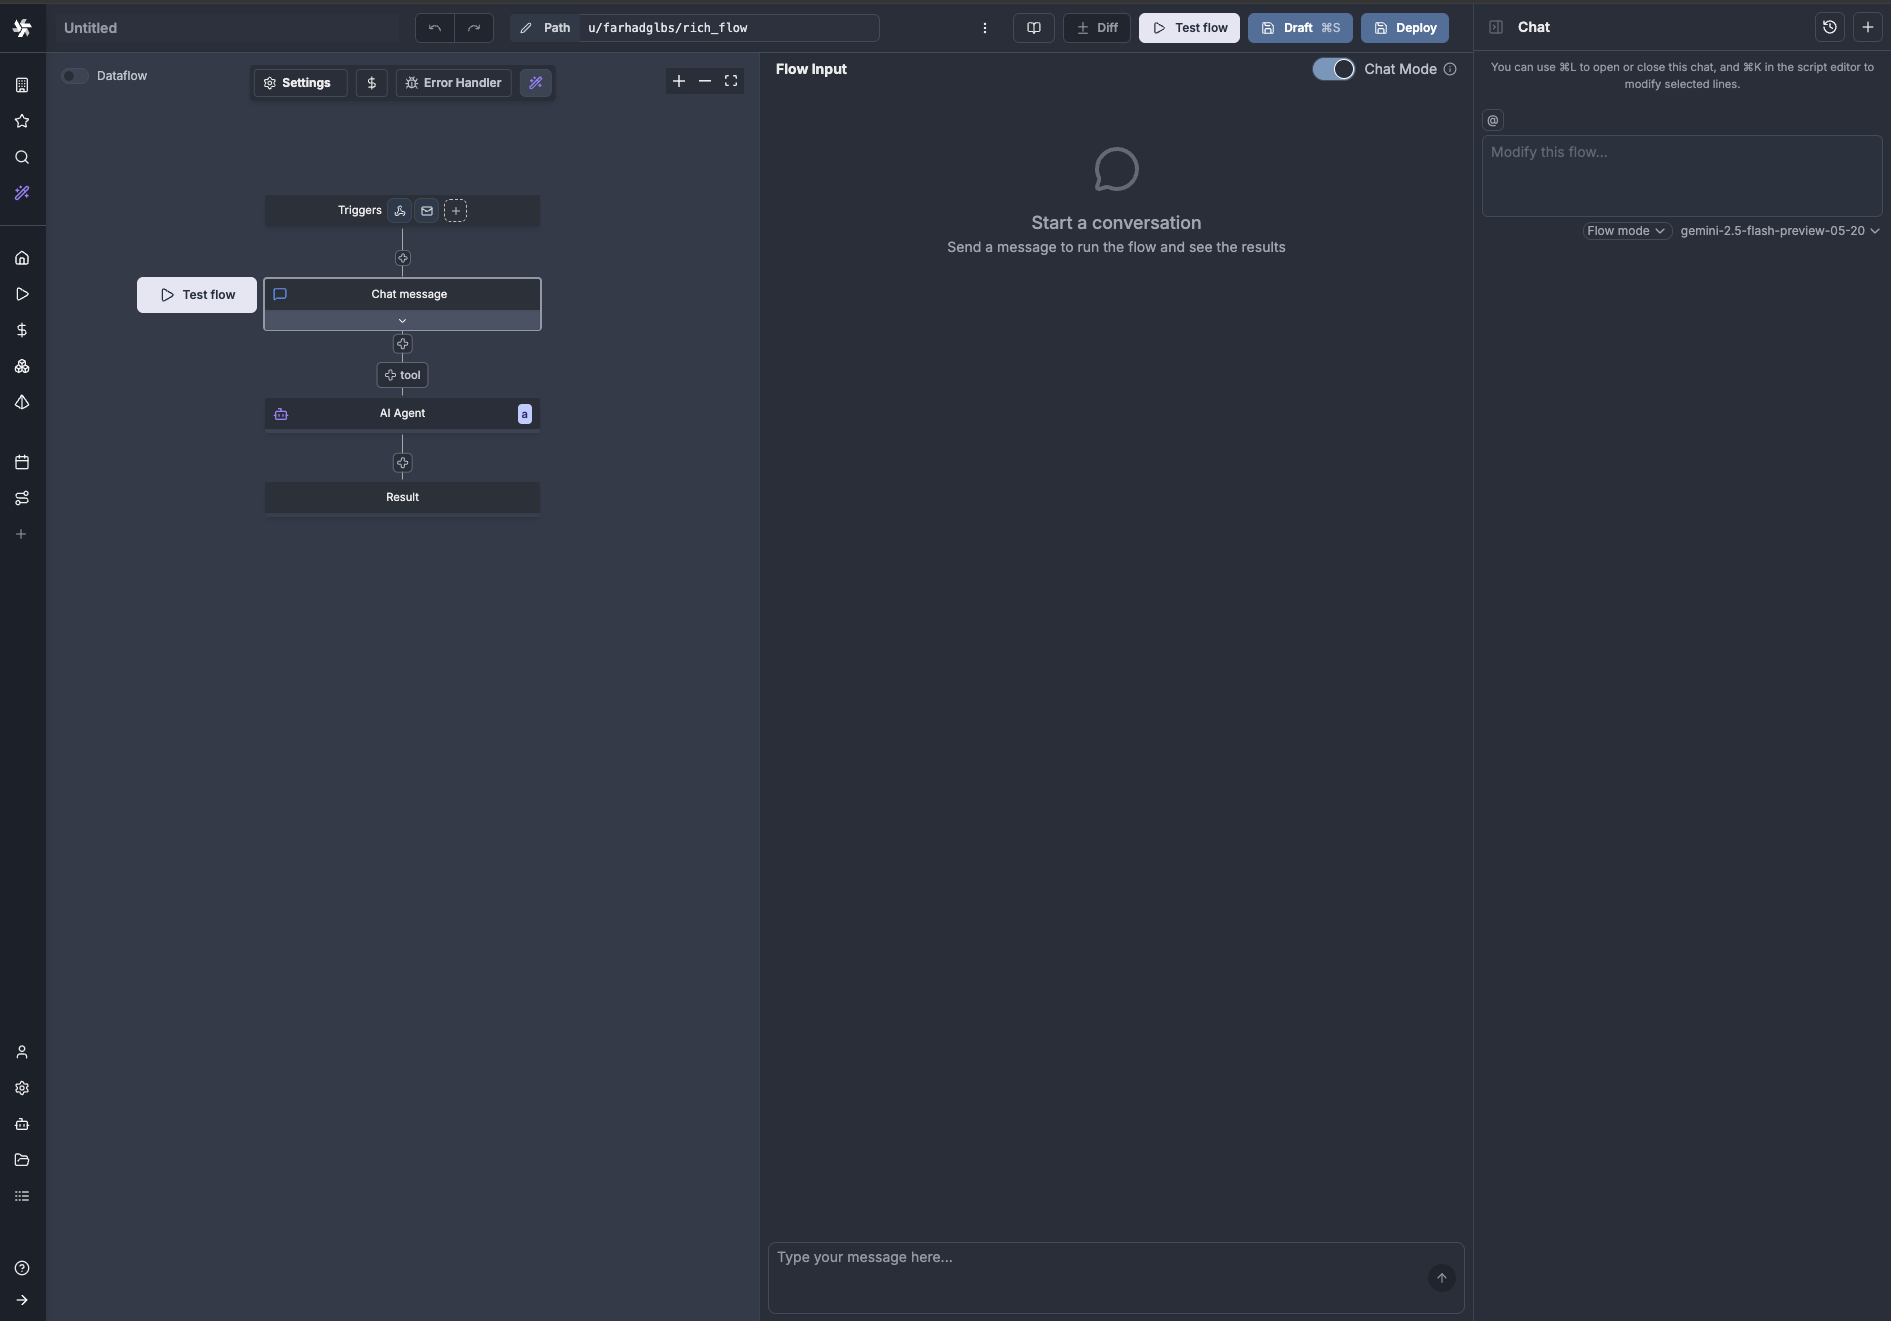 Untitled
Path
u/farhadglbs/rich_flow
Diff
Test flow
Draft ⌘S
Deploy
Chat
Dataflow
Settings
$
Error Handler
Flow Input
Chat Mode
You can use ⌘L to open or close this chat, and ⌘K in the script editor to
modify selected lines.
@
Modify this flow...
Flow mode
gemini-2.5-flash-preview-05-20
Triggers
Test flow
Chat message
tool
AI Agent
a
Result
Start a conversation
Send a message to run the flow and see the results
Type your message here...